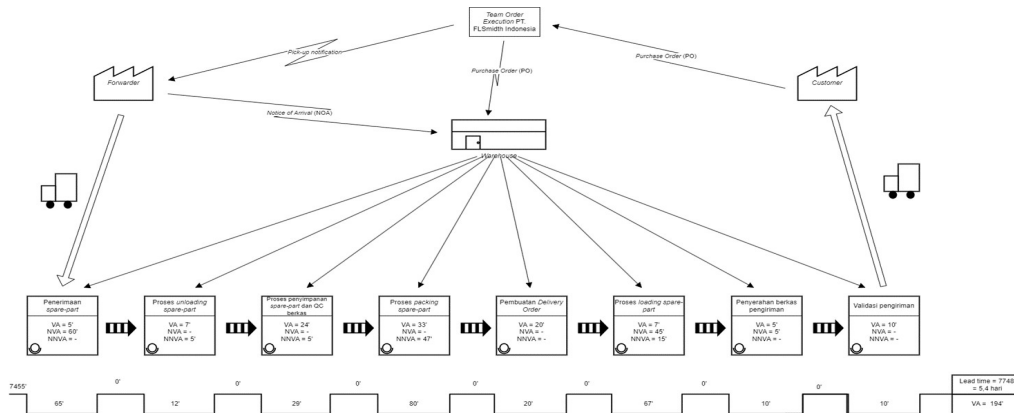 Team Order
Execution PT.
FLSmidth Indonesia
Pick-up notification
Purchase Order (PO)
Purchase Order (PO)
Forwarder
Customer
Notice of Arrival (NOA)
Warehouse
Penerimaan
spare-part
VA = 5'
NVA = 60'
NNVA = -
Proses unloading
spare-part
VA = 7'
NVA = -
NNVA = 5'
Proses penyimpanan
spare-part dan QC
berkas
VA = 24'
NVA = -
NNVA = 5'
Proses packing
spare-part
VA = 33'
NVA = -
NNVA = 47'
Pembuatan Delivery
Order
VA = 20'
NVA = -
NNVA = -
Proses loading spare-
part
VA = 7'
NVA = 45'
NNVA = 15'
Penyerahan berkas
pengiriman
VA = 5'
NVA = 5'
NNVA = -
Validasi pengiriman
VA = 10'
NVA = -
NNVA = -
7455'
0'
0'
0'
0'
0'
0'
0'
Lead time = 7748
= 5,4 hari
65'
12'
29'
80'
20'
67'
10'
10'
VA = 194'